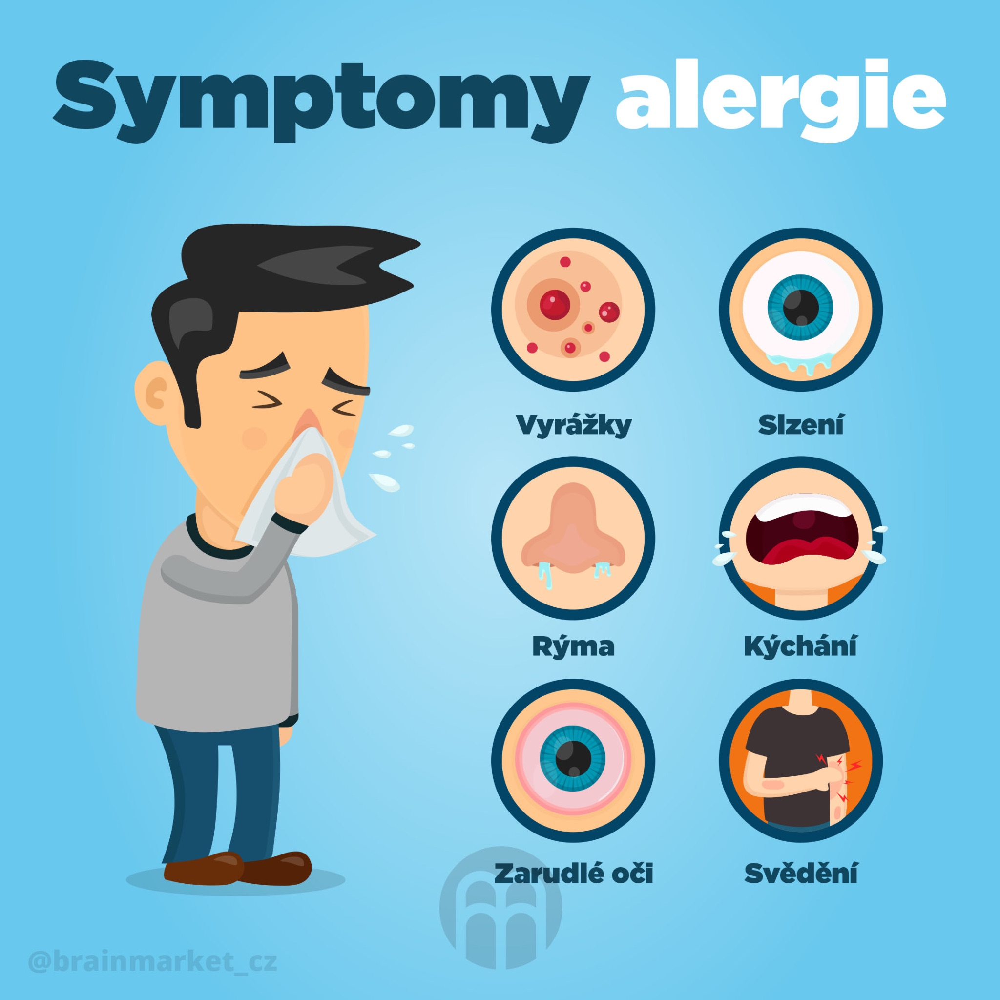 Symptomy alergie
Vyrážky
Slzení
Rýma
Kýchání
Zarudlé oči
Svědění
@brainmarket_cz